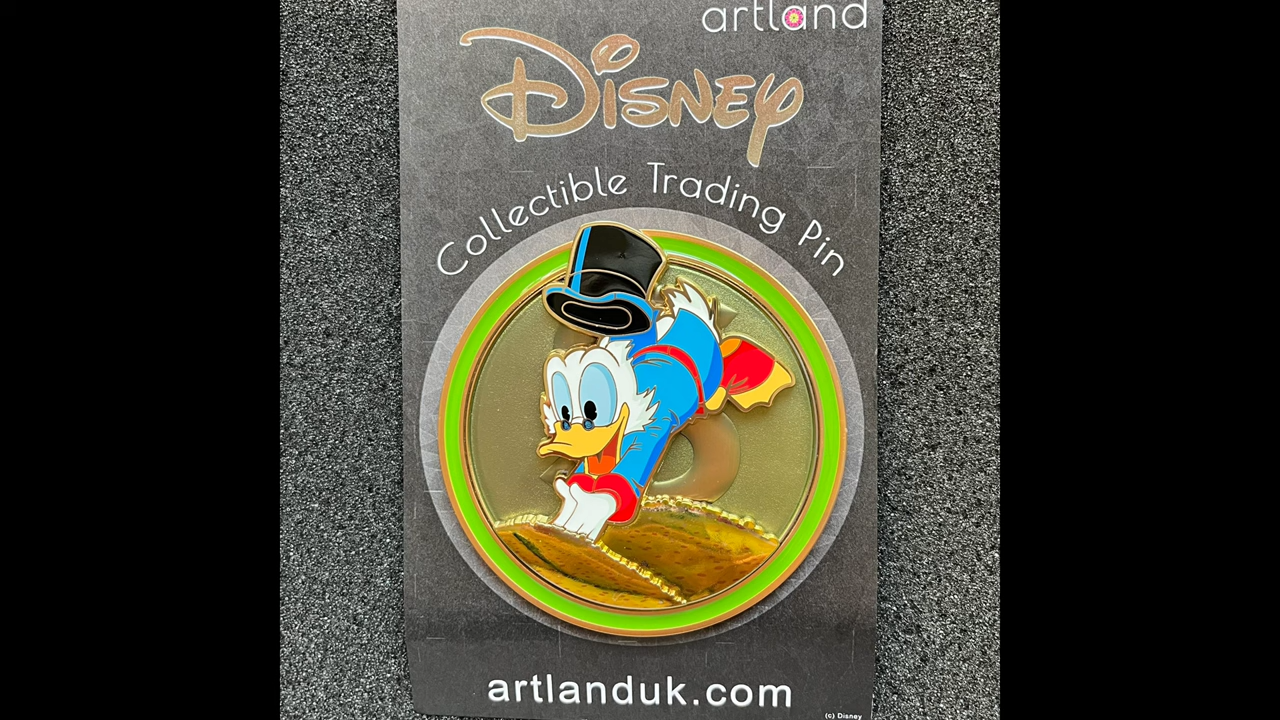 artland
Disney
Collectible Trading Pin
artlanduk.com
(c) Disney